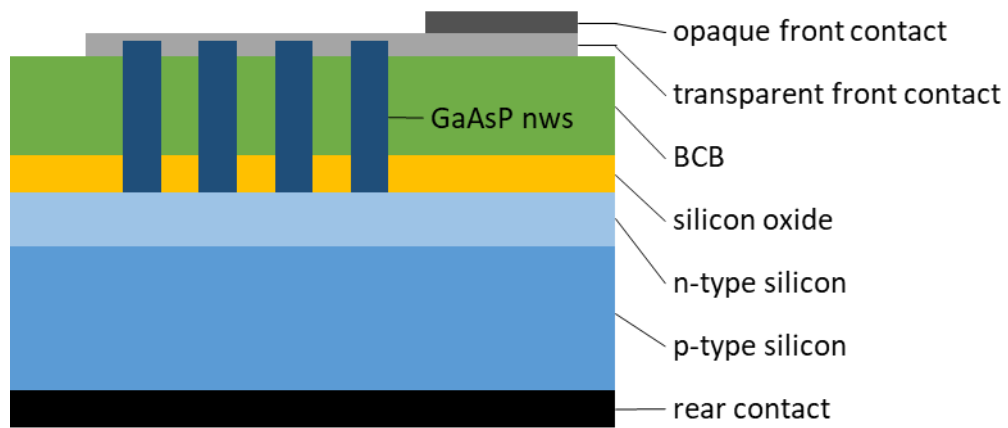 opaque front contact
transparent front contact
GaAsP nws
BCB
silicon oxide
n-type silicon
p-type silicon
rear contact